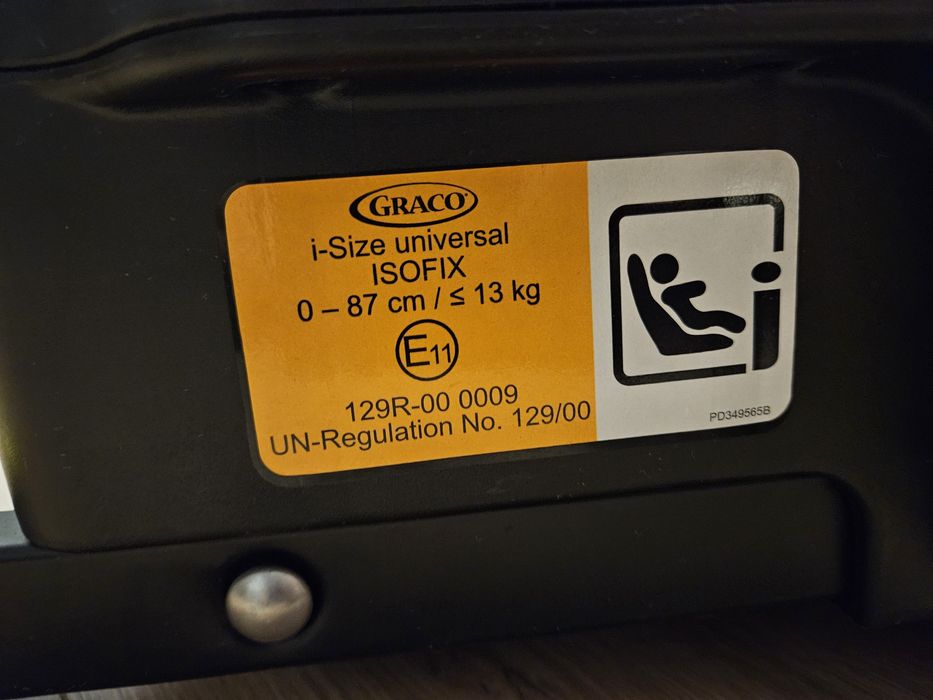 GRACO
i-Size universal
ISOFIX
0 – 87 cm / ≤ 13 kg
E11
129R-00 0009
UN-Regulation No. 129/00
i
PD349565B